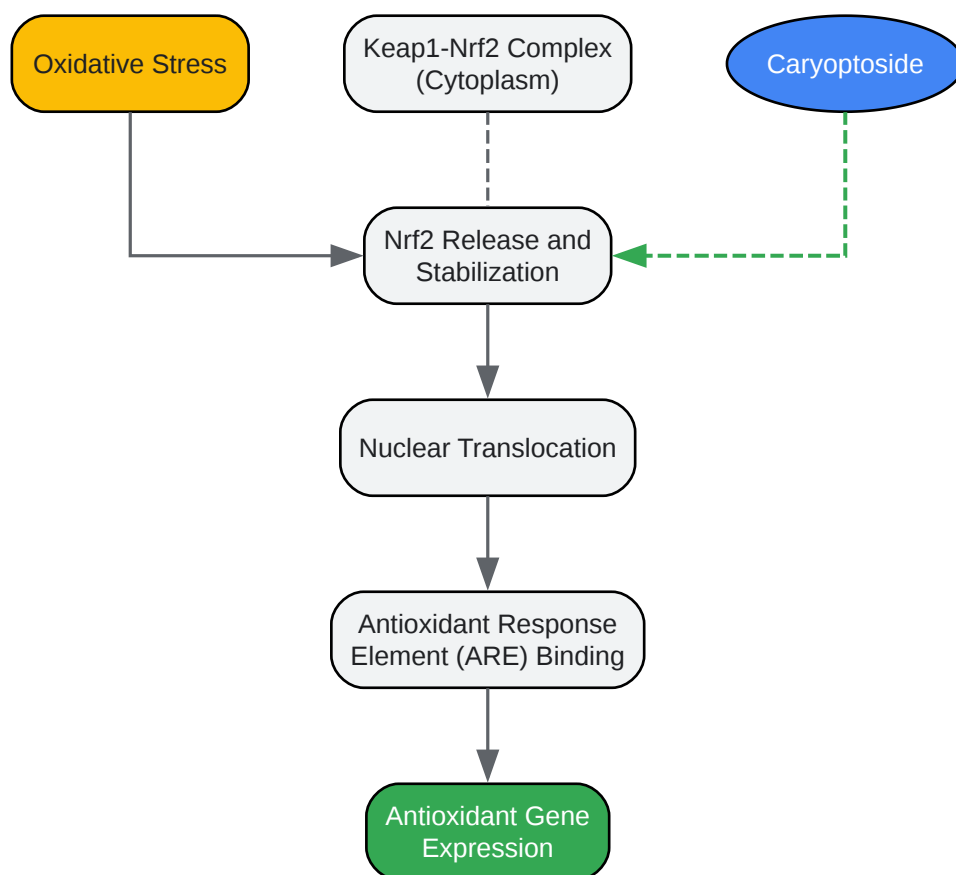 Oxidative Stress
Keap1-Nrf2 Complex
(Cytoplasm)
Caryoptoside
Nrf2 Release and
Stabilization
Nuclear Translocation
Antioxidant Response
Element (ARE) Binding
Antioxidant Gene
Expression